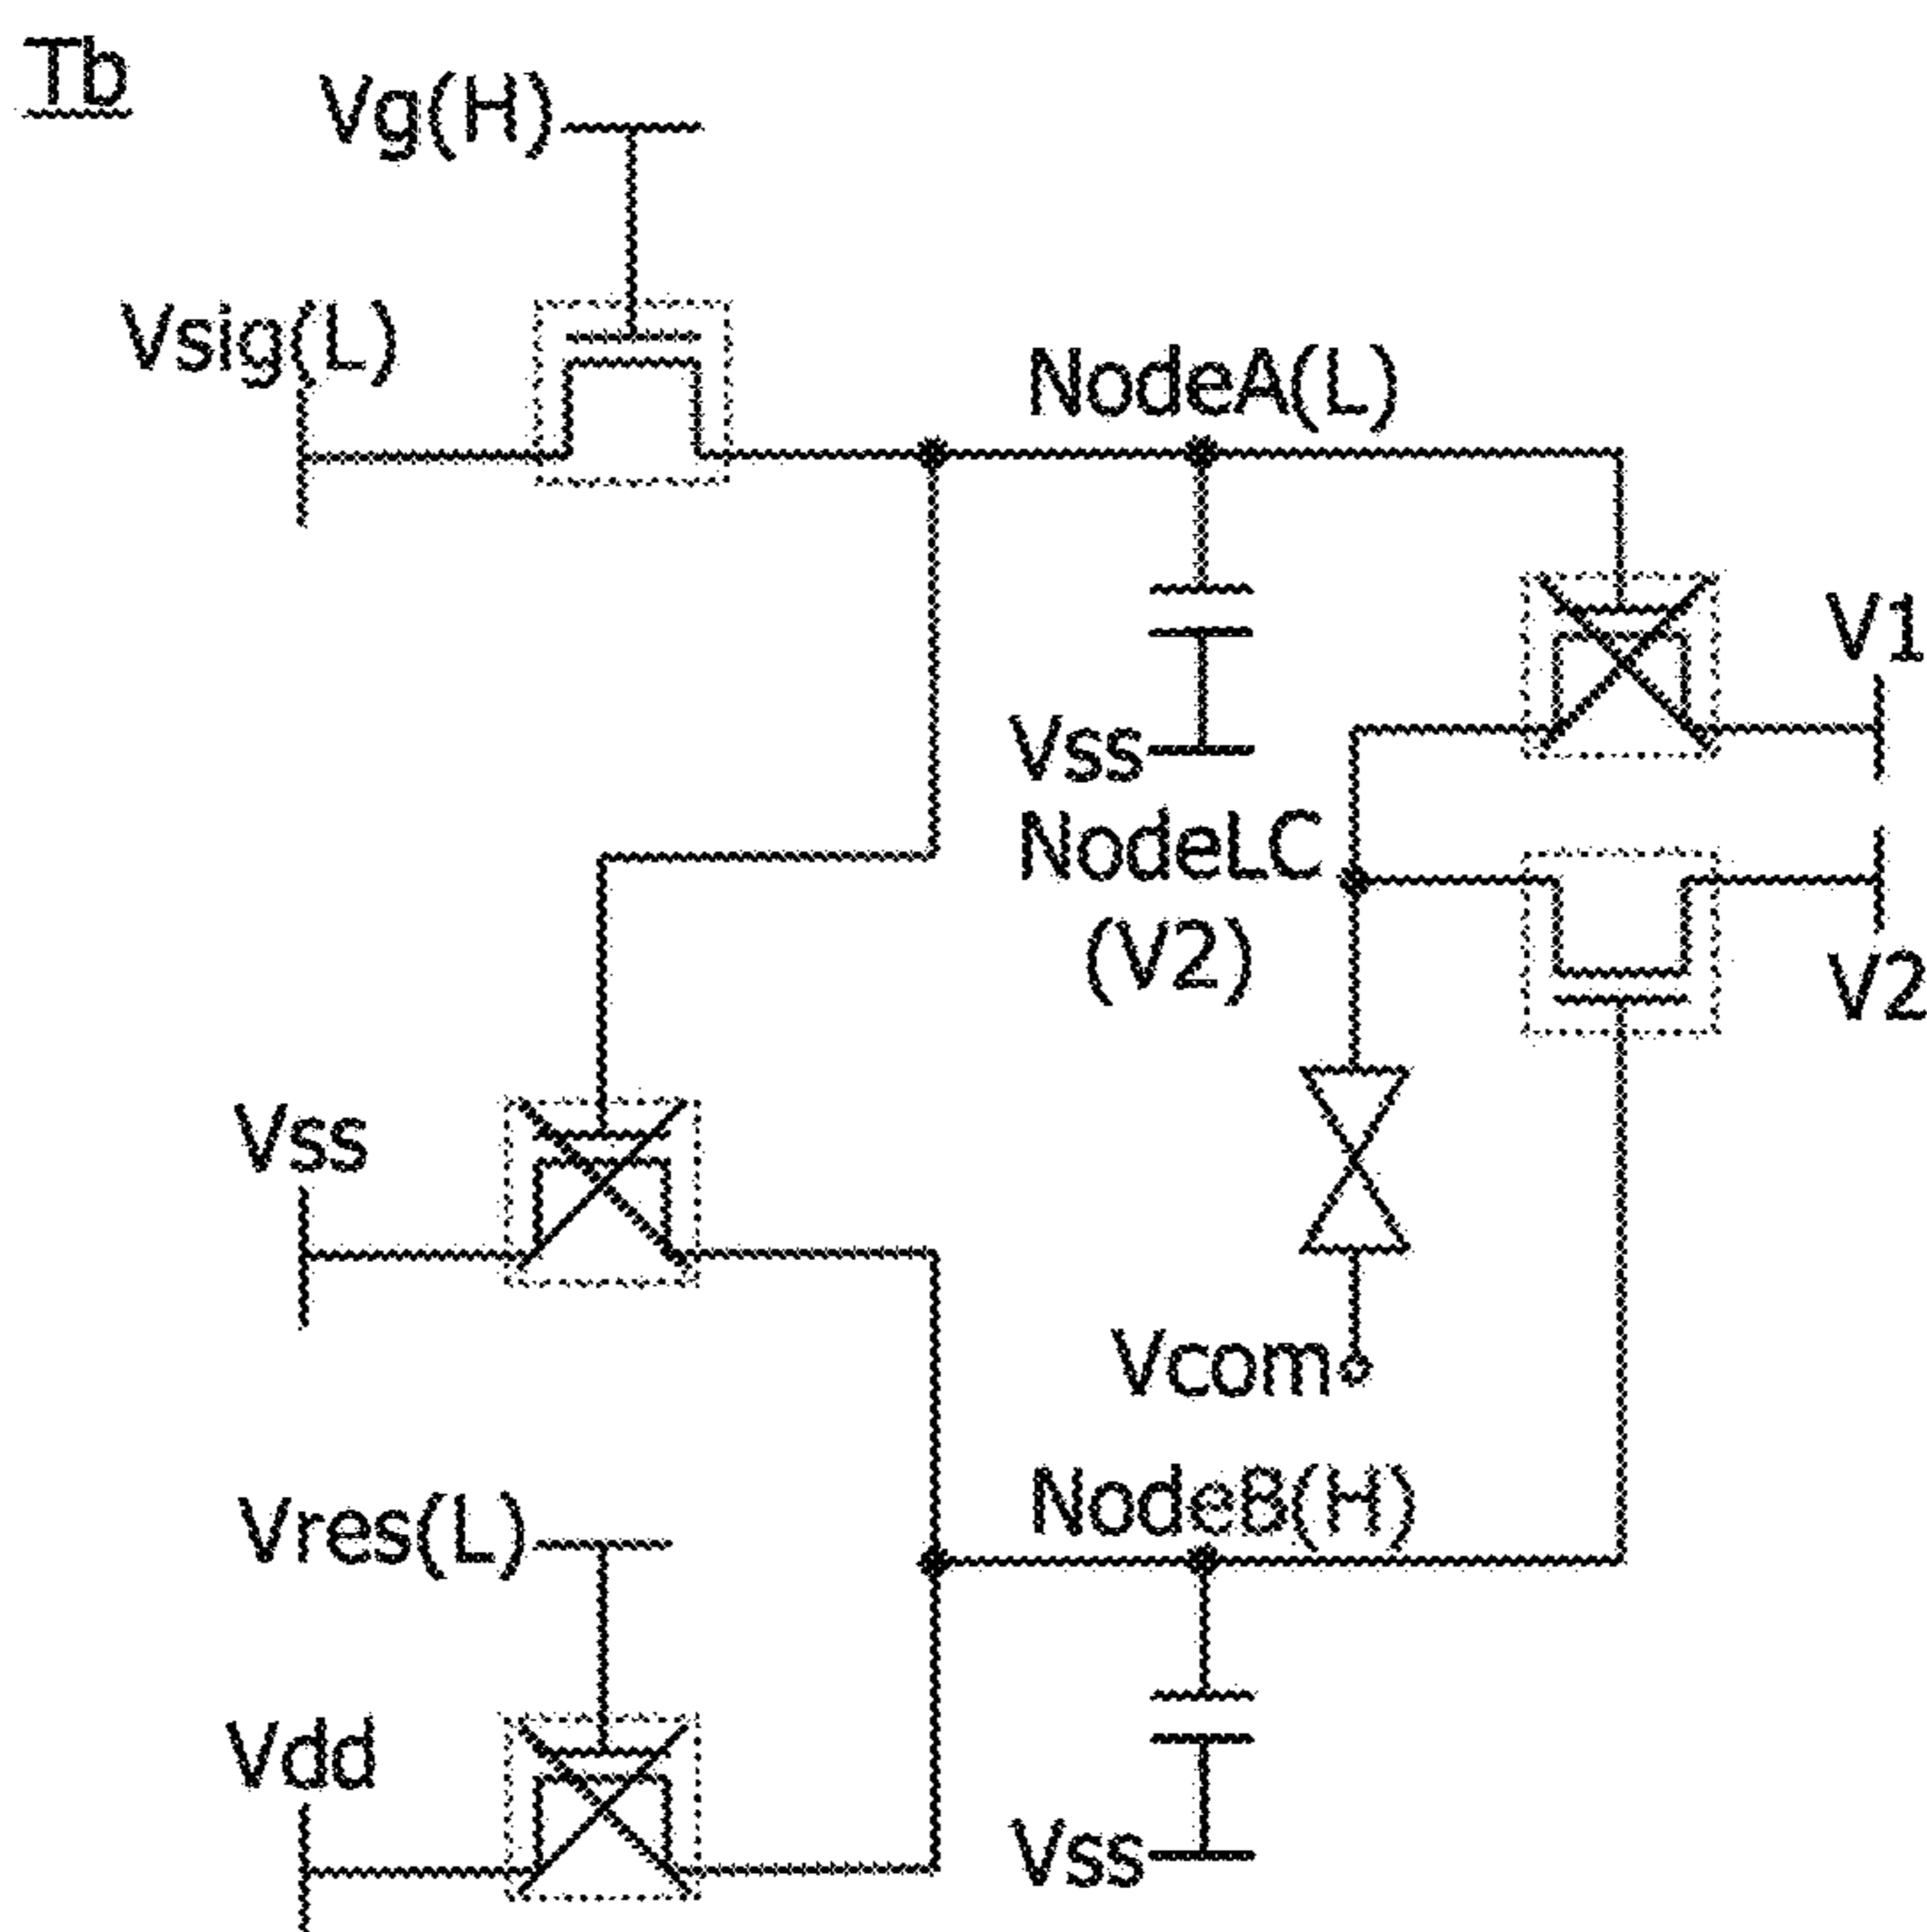 Tb
Vg(H)
Vsig(L)
NodeA(L)
V1
Vss
NodeLC
(V2)
V2
Vss
Vcom
NodeB(H)
Vres(L)
Vdd
Vss